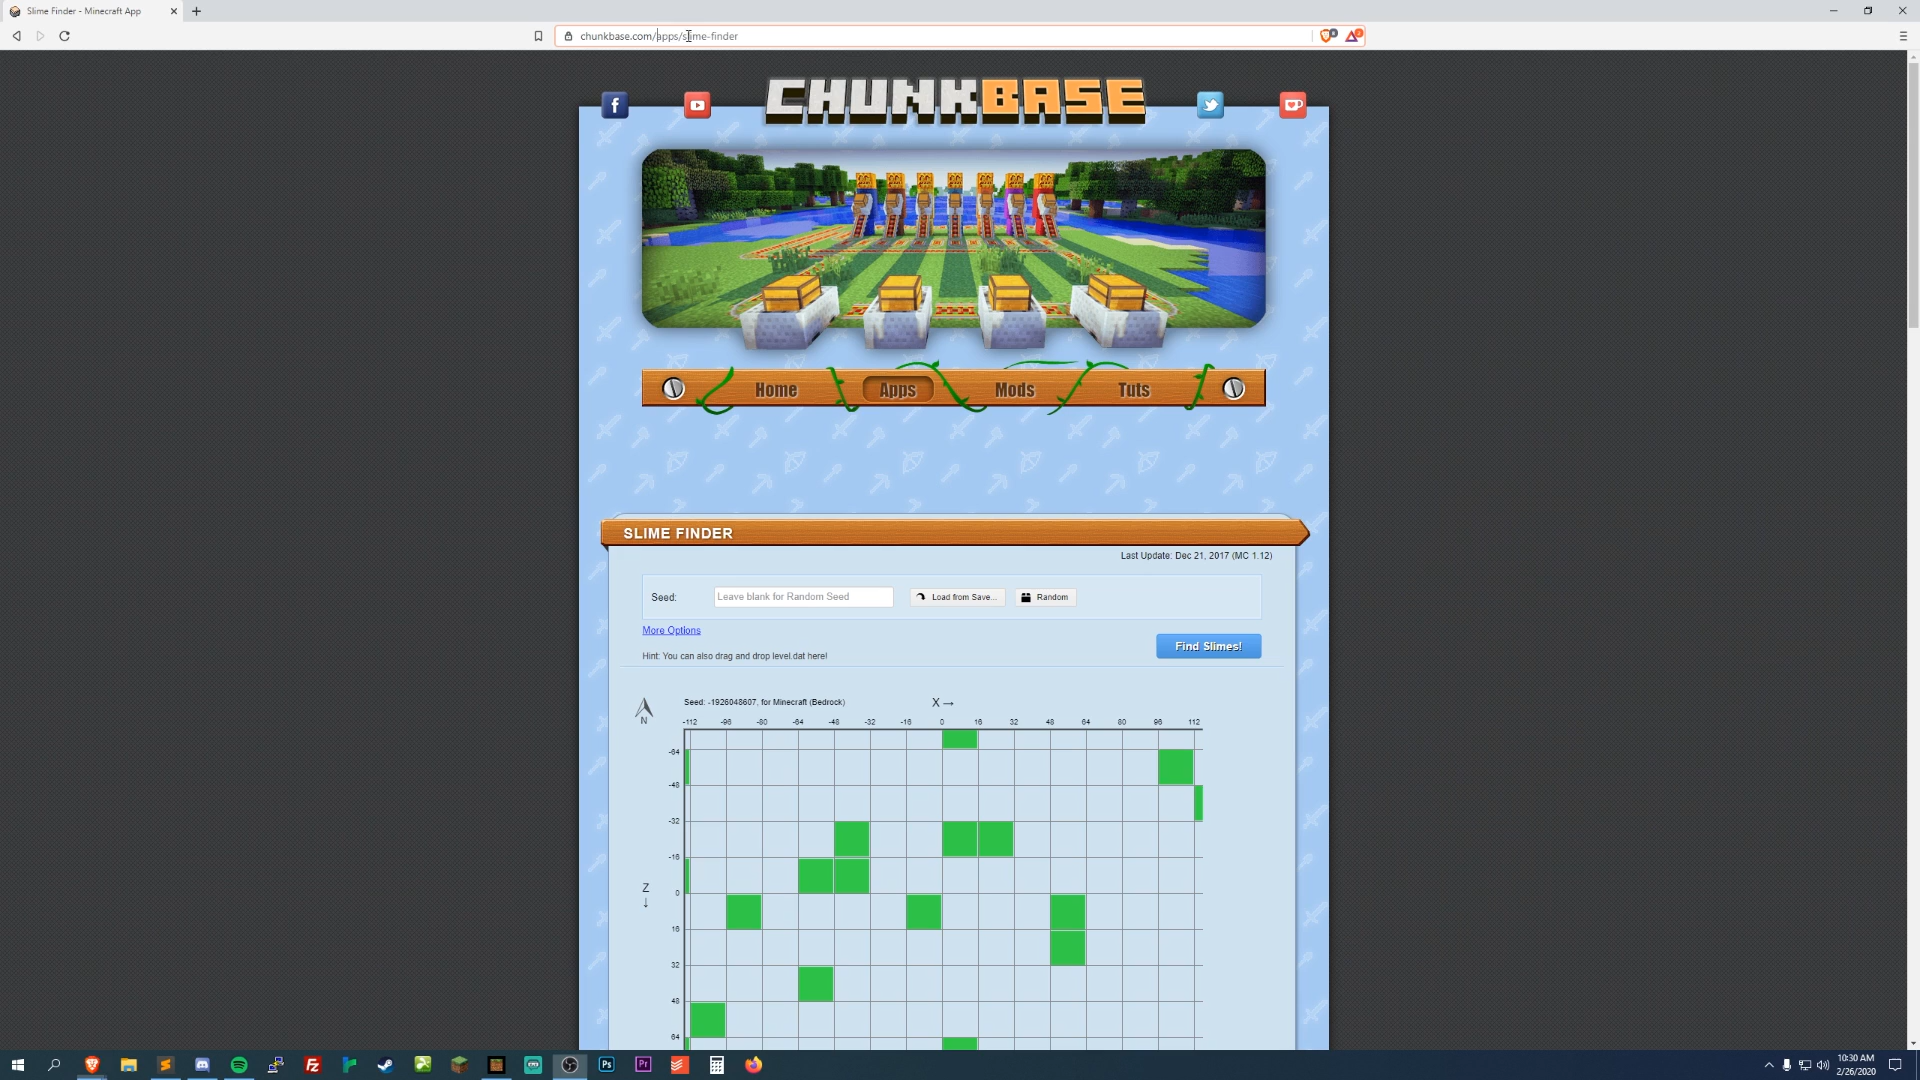 Slime Finder - Minecraft App
chunkbase.com/apps/slime-finder
CHUNKBASE
Home Apps Mods Tuts
SLIME FINDER
Last Update: Dec 21, 2017 (MC 1.12)
Seed: Leave blank for Random Seed Load from Save... Random
More Options
Find Slimes!
Hint: You can also drag and drop level.dat here!
N
Seed: -1926048607, for Minecraft (Bedrock) X →
-112 -96 -80 -64 -48 -32 -16 0 16 32 48 64 80 96 112
-64
-48
-32
-16
Z
↓
0
16
32
48
64
Ps Pr
10:30 AM
2/26/2020